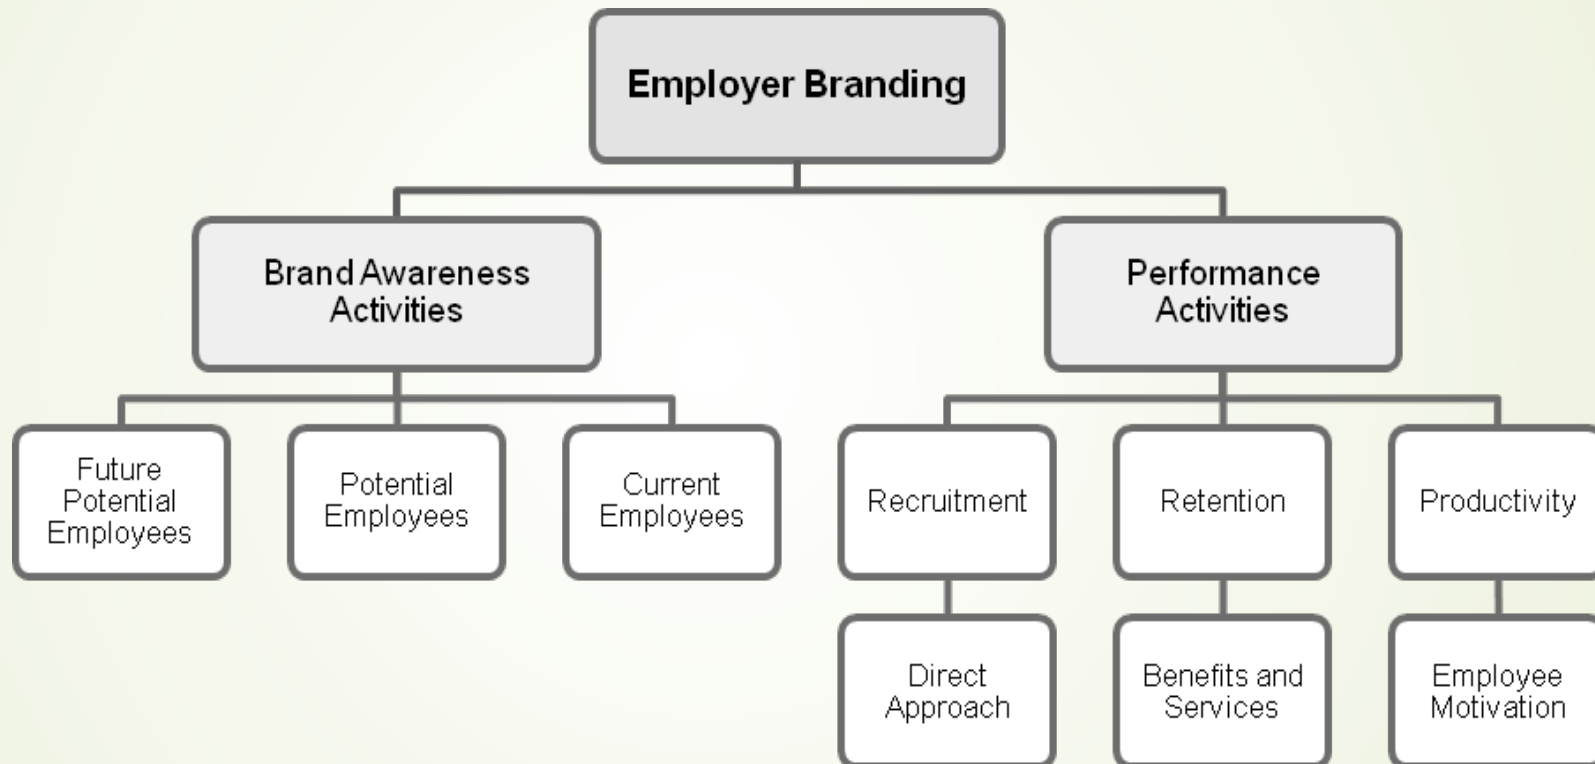 Employer Branding
Brand Awareness
Activities
Performance
Activities
Future
Potential
Employees
Potential
Employees
Current
Employees
Recruitment
Retention
Productivity
Direct
Approach
Benefits and
Services
Employee
Motivation